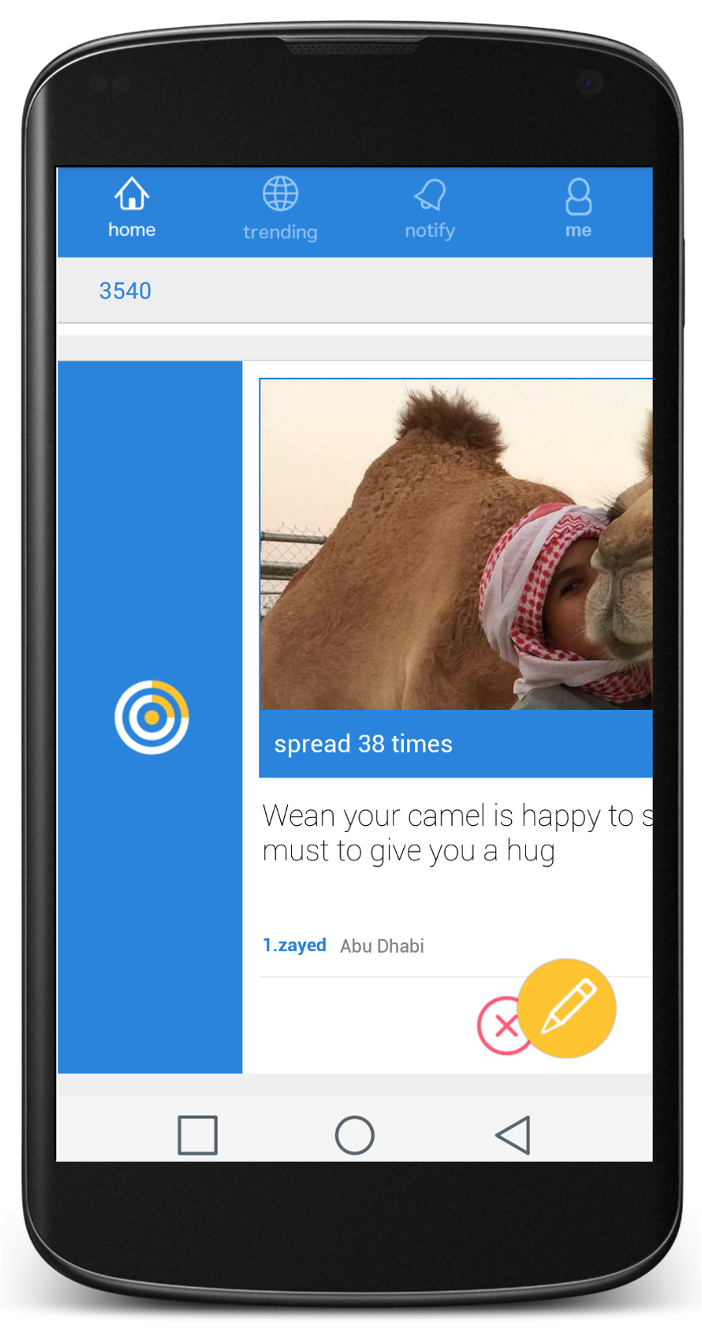 home
trending
notify
me
3540
spread 38 times
Wean your camel is happy to s
must to give you a hug
1.zayed Abu Dhabi